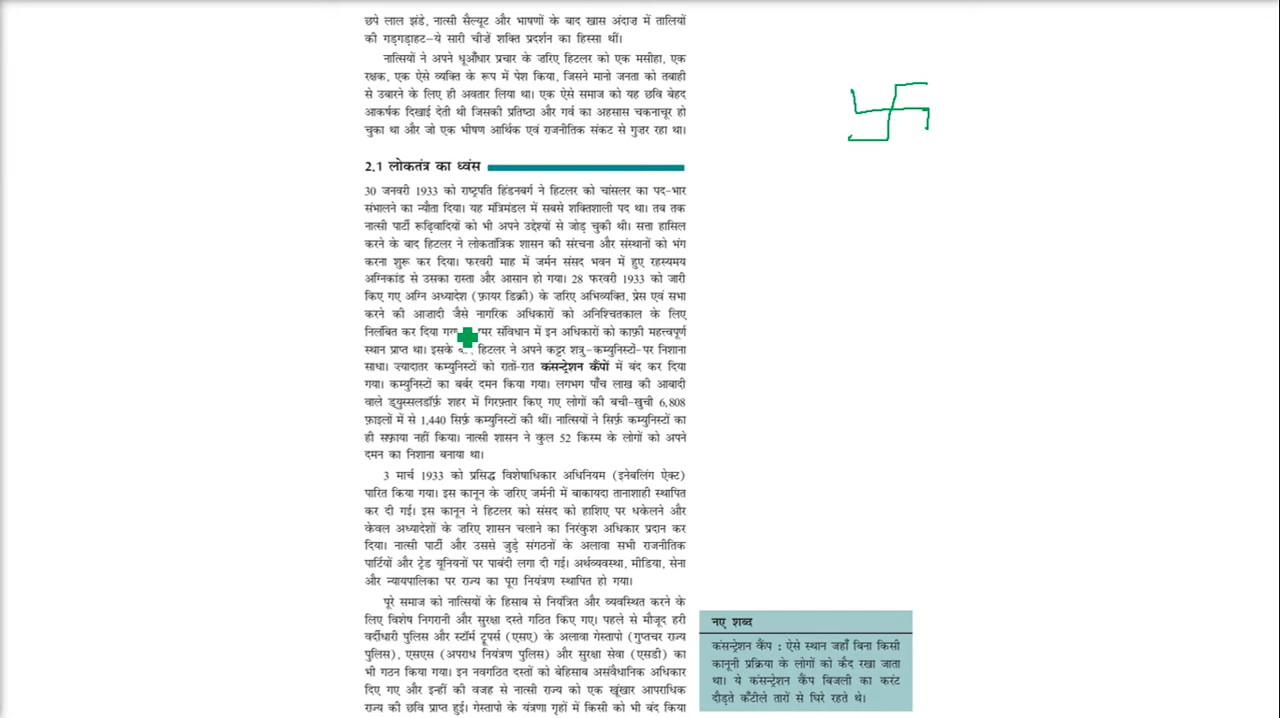 छपे लाल झंडे, नात्सी सैल्यूट और भाषणों के बाद खास अंदाज़ में तालियों
की गड़गड़ाहट–ये सारी चीज़ें शक्ति प्रदर्शन का हिस्सा थीं।
नात्सियों ने अपने धूआँधार प्रचार के ज़रिए हिटलर को एक मसीहा, एक
रक्षक, एक ऐसे व्यक्ति के रूप में पेश किया, जिसने मानो जनता को तबाही
से उबारने के लिए ही अवतार लिया था। एक ऐसे समाज को यह छवि बेहद
आकर्षक दिखाई देती थी जिसकी प्रतिष्ठा और गर्व का अहसास चकनाचूर हो
चुका था और जो एक भीषण आर्थिक एवं राजनीतिक संकट से गुज़र रहा था।
2.1 लोकतंत्र का ध्वंस
30 जनवरी 1933 को राष्ट्रपति हिंडनबर्ग ने हिटलर को चांसलर का पद-भार
संभालने का न्यौता दिया। यह मंत्रिमंडल में सबसे शक्तिशाली पद था। तब तक
नात्सी पार्टी रूढ़िवादियों को भी अपने उद्देश्यों से जोड़ चुकी थी। सत्ता हासिल
करने के बाद हिटलर ने लोकतांत्रिक शासन की संरचना और संस्थानों को भंग
करना शुरू कर दिया। फरवरी माह में जर्मन संसद भवन में हुए रहस्यमय
अग्निकांड से उसका रास्ता और आसान हो गया। 28 फरवरी 1933 को जारी
किए गए अग्नि अध्यादेश (फ़ायर डिक्री) के ज़रिए अभिव्यक्ति, प्रेस एवं सभा
करने की आज़ादी जैसे नागरिक अधिकारों को अनिश्चितकाल के लिए
निलंबित कर दिया संविधान में इन अधिकारों को काफ़ी महत्त्वपूर्ण
स्थान प्राप्त था। इसके हिटलर ने अपने कट्टर शत्रु–कम्युनिस्टों–पर निशाना
साधा। ज़्यादातर कम्युनिस्टों को रातों-रात कंसन्ट्रेशन कैंपों में बंद कर दिया
गया। कम्युनिस्टों का बर्बर दमन किया गया। लगभग पाँच लाख की आबादी
वाले ड्युस्सलडॉर्फ़ शहर में गिरफ़्तार किए गए लोगों की बची-खुची 6,808
फ़ाइलों में से 1,440 सिर्फ़ कम्युनिस्टों की थीं। नात्सियों ने सिर्फ़ कम्युनिस्टों का
ही सफ़ाया नहीं किया। नात्सी शासन ने कुल 52 किस्म के लोगों को अपने
दमन का निशाना बनाया था।
3 मार्च 1933 को प्रसिद्ध विशेषाधिकार अधिनियम (इनेबलिंग ऐक्ट)
पारित किया गया। इस कानून के ज़रिए जर्मनी में बाकायदा तानाशाही स्थापित
कर दी गई। इस कानून ने हिटलर को संसद को हाशिए पर धकेलने और
केवल अध्यादेशों के ज़रिए शासन चलाने का निरंकुश अधिकार प्रदान कर
दिया। नात्सी पार्टी और उससे जुड़े संगठनों के अलावा सभी राजनीतिक
पार्टियों और ट्रेड यूनियनों पर पाबंदी लगा दी गई। अर्थव्यवस्था, मीडिया, सेना
और न्यायपालिका पर राज्य का पूरा नियंत्रण स्थापित हो गया।
पूरे समाज को नात्सियों के हिसाब से नियंत्रित और व्यवस्थित करने के
लिए विशेष निगरानी और सुरक्षा दस्ते गठित किए गए। पहले से मौजूद हरी
वर्दीधारी पुलिस और स्टॉर्म ट्रूपर्स (एसए) के अलावा गेस्तापो (गुप्तचर राज्य
पुलिस), एसएस (अपराध नियंत्रण पुलिस) और सुरक्षा सेवा (एसडी) का
भी गठन किया गया। इन नवगठित दस्तों को बेहिसाब असंवैधानिक अधिकार
दिए गए और इन्हीं की वजह से नात्सी राज्य को एक खूंखार आपराधिक
राज्य की छवि प्राप्त हुई। गेस्तापो के यंत्रणा गृहों में किसी को भी बंद किया
नए शब्द
कंसन्ट्रेशन कैंप : ऐसे स्थान जहाँ बिना किसी
कानूनी प्रक्रिया के लोगों को कैद रखा जाता
था। ये कंसन्ट्रेशन कैंप बिजली का करंट
दौड़ते कँटीले तारों से घिरे रहते थे।